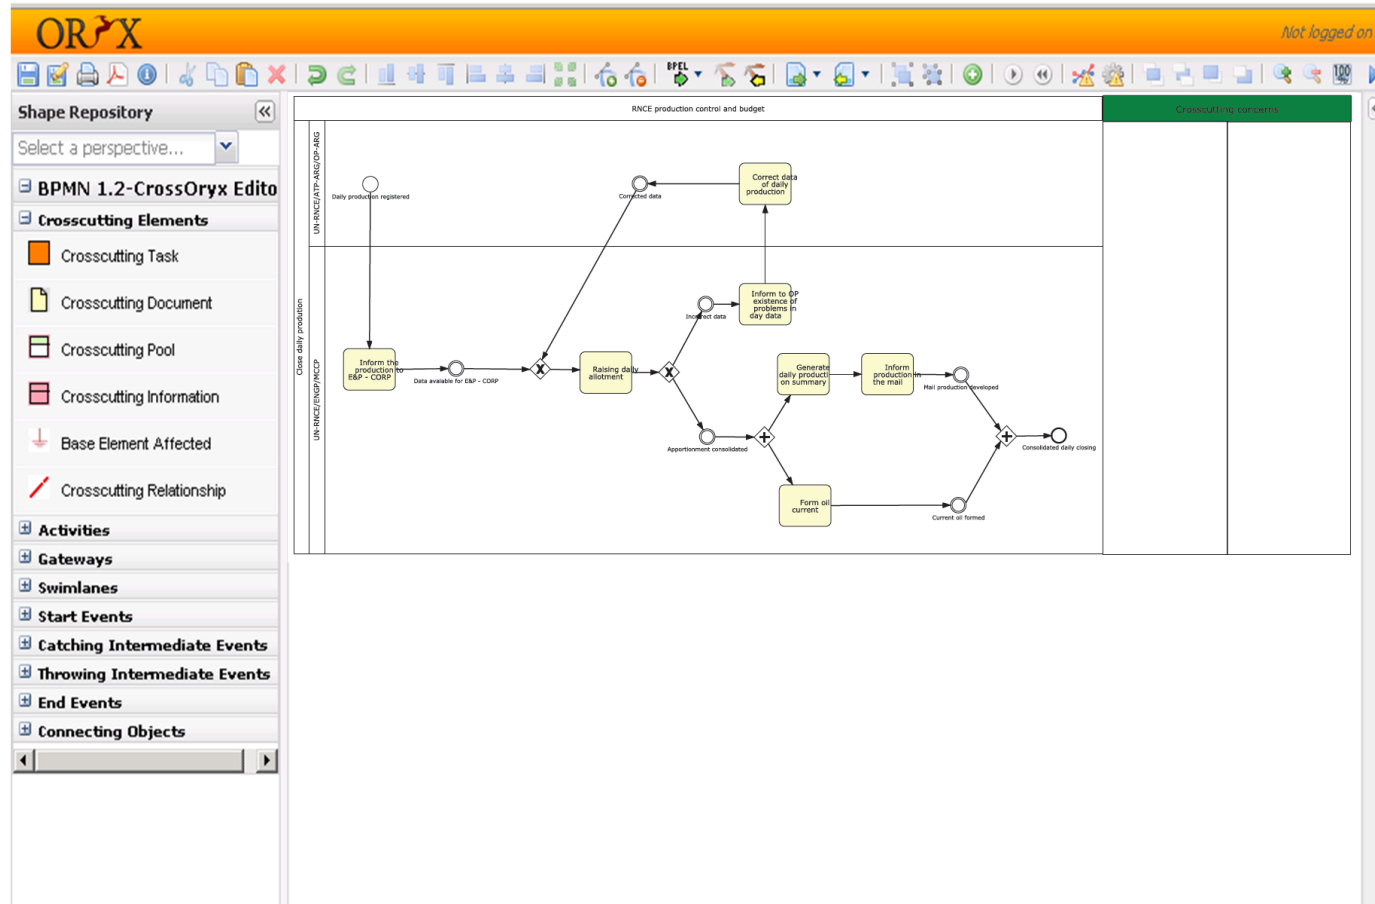 ORYX
Not logged on
BPEL
100
Shape Repository
Select a perspective...
BPMN 1.2-CrossOryx Edito
Crosscutting Elements
Crosscutting Task
Crosscutting Document
Crosscutting Pool
Crosscutting Information
Base Element Affected
Crosscutting Relationship
Activities
Gateways
Swimlanes
Start Events
Catching Intermediate Events
Throwing Intermediate Events
End Events
Connecting Objects
RNCE production control and budget
Crosscutting concerns
Close daily prodution
UN-RNCE/ATP-ARG/OP-ARG
Daily production registered
Corrected data
Correct data
of daily
production
UN-RNCE/ENGP/MCCP
Inform the
production to
E&P - CORP
Data avaiable for E&P - CORP
Raising daily
allotment
Incorrect data
Inform to OP
existence of
problems in
day data
Apportionment consolidated
Generate
daily producti
on summary
Inform
production in
the mail
Mail production developed
Form oil
current
Current oil formed
Consolidated daily closing